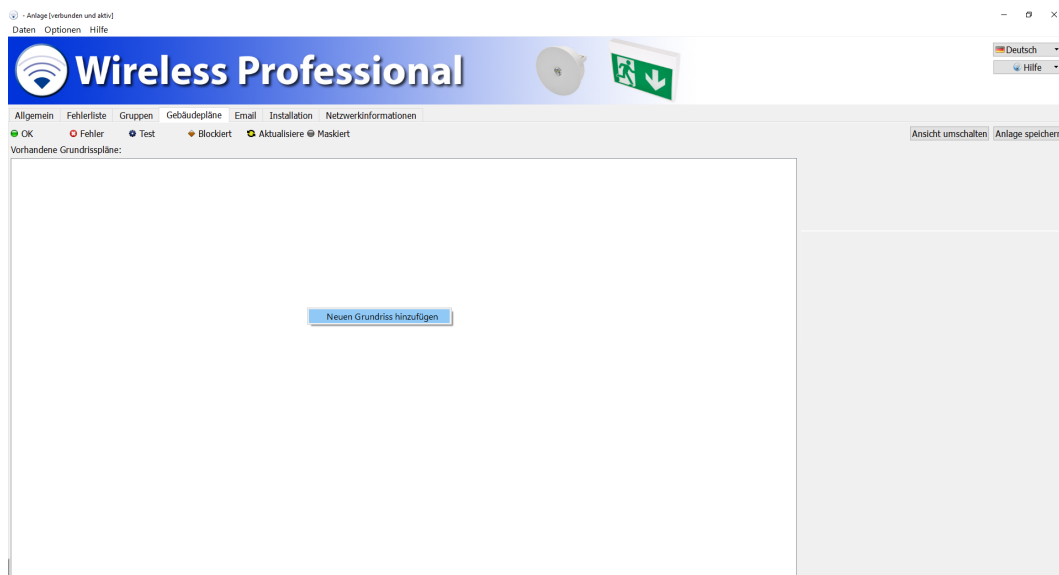 - Anlage [verbunden und aktiv]
Daten Optionen Hilfe
Wireless Professional
Deutsch
Hilfe
Allgemein Fehlerliste Gruppen Gebäudepläne Email Installation Netzwerkinformationen
OK Fehler Test Blockiert Aktualisiere Maskiert Ansicht umschalten Anlage speichern
Vorhandene Grundrisspläne:
Neuen Grundriss hinzufügen